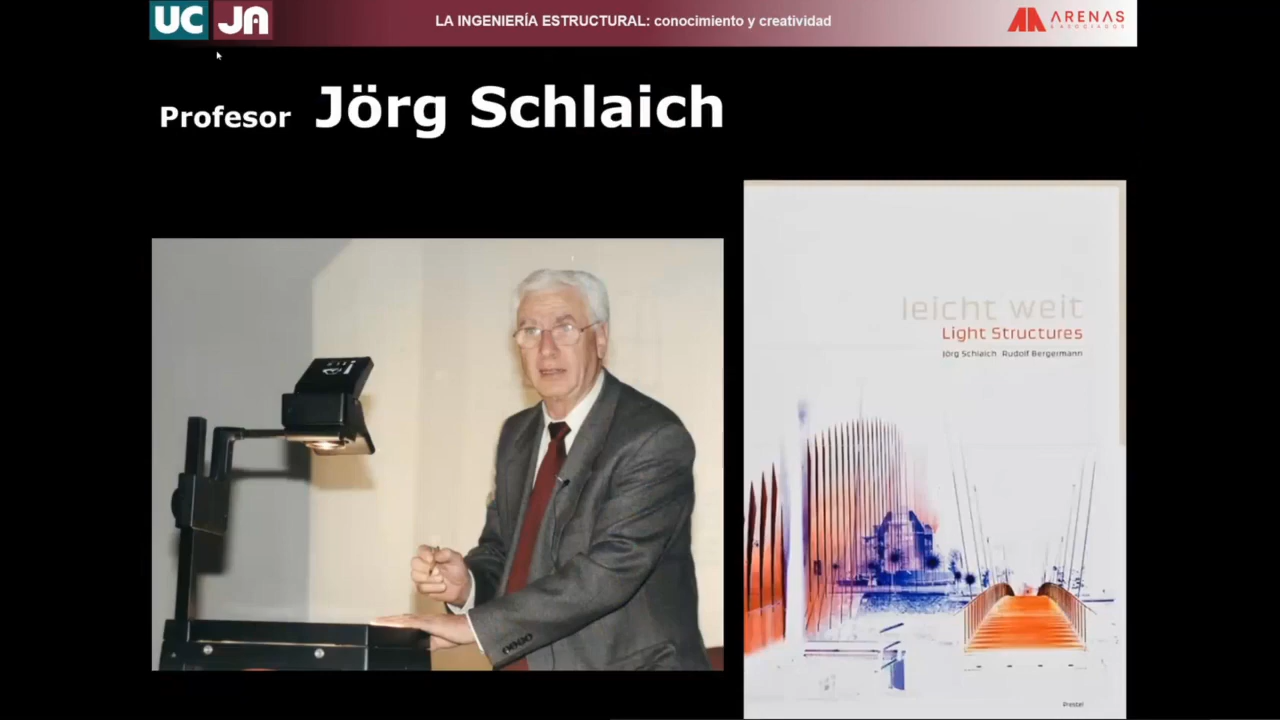 UC JA
LA INGENIERÍA ESTRUCTURAL: conocimiento y creatividad
ARENAS
& ASOCIADOS
Profesor Jörg Schlaich
leicht weit
Light Structures
Jörg Schlaich Rudolf Bergermann
Prestel